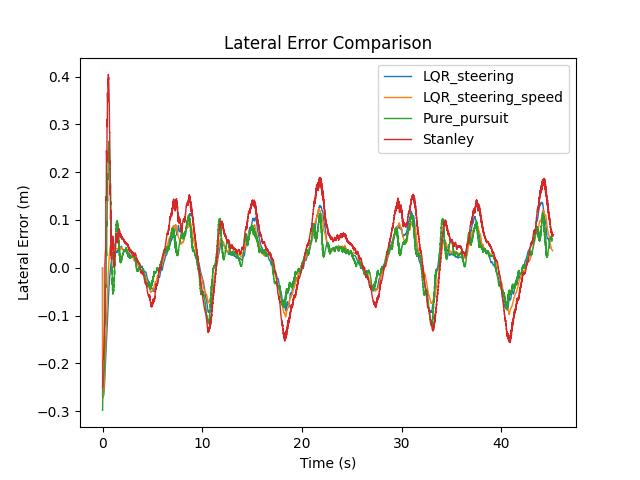 Lateral Error Comparison
LQR_steering
LQR_steering_speed
Pure_pursuit
Stanley
0.4
0.3
0.2
0.1
0.0
−0.1
−0.2
−0.3
Lateral Error (m)
0 10 20 30 40
Time (s)